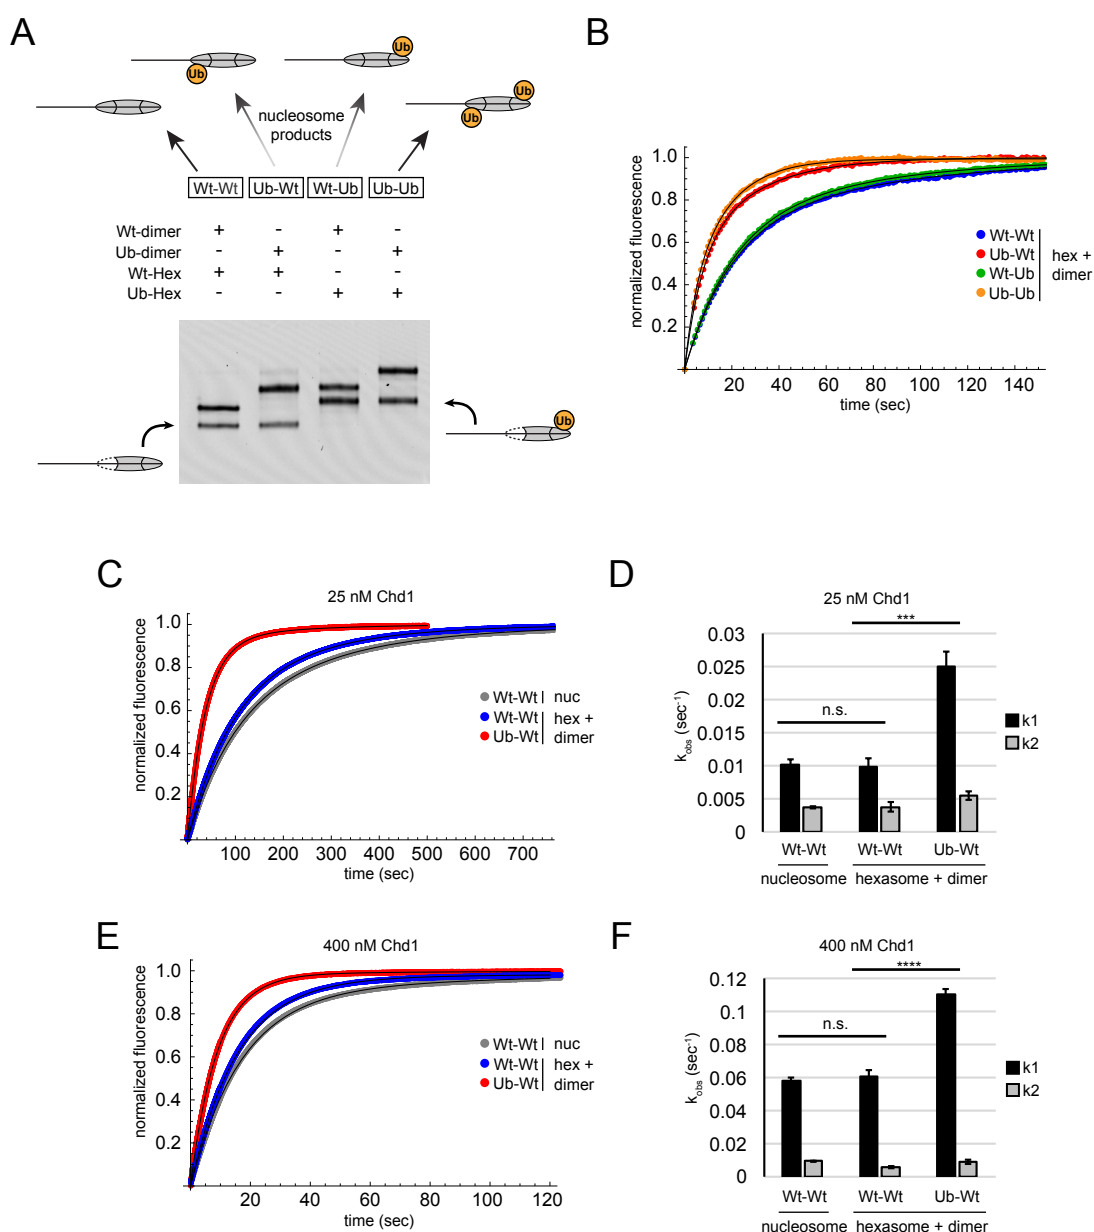 A
Ub
Ub
Ub
Ub
nucleosome
products
Wt-Wt Ub-Wt Wt-Ub Ub-Ub
Wt-dimer + - + -
Ub-dimer - + - +
Wt-Hex + + - -
Ub-Hex - - + +
Ub
B
normalized fluorescence
1.0
0.8
0.6
0.4
0.2
Wt-Wt
Ub-Wt
Wt-Ub
Ub-Ub
hex +
dimer
20 40 60 80 100 120 140
time (sec)
C
25 nM Chd1
normalized fluorescence
1.0
0.8
0.6
0.4
0.2
Wt-Wt nuc
Wt-Wt hex +
Ub-Wt dimer
100 200 300 400 500 600 700
time (sec)
D
25 nM Chd1
***
n.s.
kobs (sec⁻¹)
0.03
0.025
0.02
0.015
0.01
0.005
0
k1
k2
Wt-Wt Wt-Wt Ub-Wt
nucleosome hexasome + dimer
E
400 nM Chd1
normalized fluorescence
1.0
0.8
0.6
0.4
0.2
Wt-Wt nuc
Wt-Wt hex +
Ub-Wt dimer
20 40 60 80 100 120
time (sec)
F
400 nM Chd1
****
n.s.
kobs (sec⁻¹)
0.12
0.1
0.08
0.06
0.04
0.02
0
k1
k2
Wt-Wt Wt-Wt Ub-Wt
nucleosome hexasome + dimer